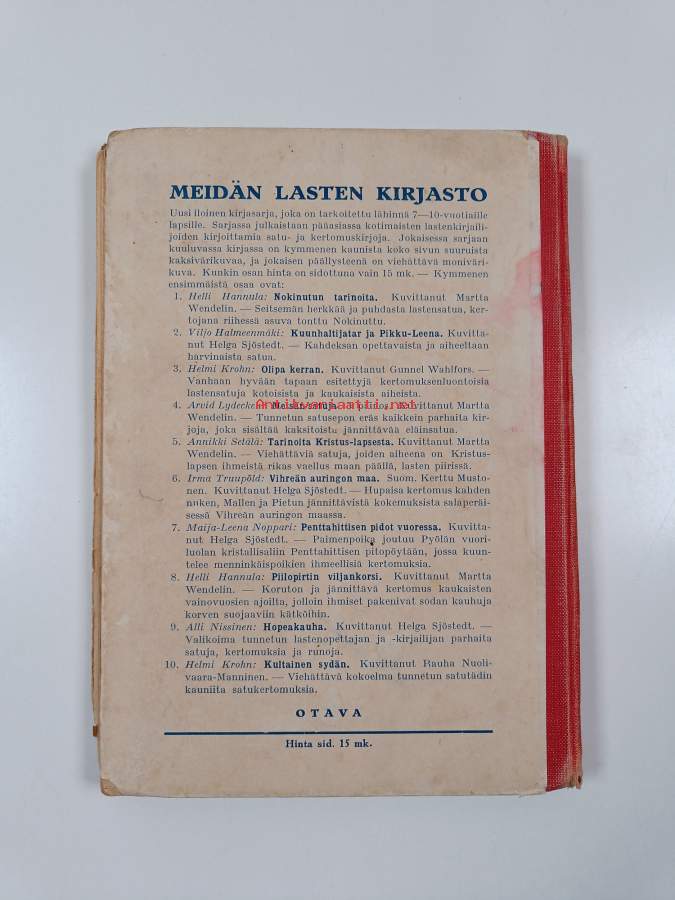 MEIDÄN LASTEN KIRJASTO
Uusi iloinen kirjasarja, joka on tarkoitettu lähinnä 7—10-vuotiaille
lapsille. Sarjassa julkaistaan pääasiassa kotimaisten lastenkirjaili-
joiden kirjoittamia satu- ja kertomuskirjoja. Jokaisessa sarjaan
kuuluvassa kirjassa on kymmenen kaunista koko sivun suuruista
kaksivärikuvaa, ja jokaisen päällysteenä on viehättävä moniväri-
kuva. Kunkin osan hinta on sidottuna vain 15 mk. — Kymmenen
ensimmäistä osaa ovat:
1. Helli Hannula: Nokinutun tarinoita. Kuvittanut Martta
Wendelin. — Seitsemän herkkää ja puhdasta lastensatua, ker-
tojana riihessä asuva tonttu Nokinuttu.
2. Viljo Halmeenmäki: Kuunhaltijatar ja Pikku-Leena. Kuvitta-
nut Helga Sjöstedt. — Kahdeksan opettavaista ja aiheeltaan
harvinaista satua.
3. Helmi Krohn: Olipa kerran. Kuvittanut Gunnel Wahlfors. —
Vanhaan hyvään tapaan esitettyjä kertomuksenluontoisia
lastensatuja kotoisista ja kaukaisista aiheista.
Antikvariaatti.net
4. Arvid Lydecken: Kuvittanut Martta
Wendelin. — Tunnetun satusepon eräs kaikkein parhaita kir-
joja, joka sisältää kaksitoista jännittävää eläinsatua.
5. Annikki Setälä: Tarinoita Kristus-lapsesta. Kuvittanut Martta
Wendelin. — Viehättäviä satuja, joiden aiheena on Kristus-
lapsen ihmeistä rikas vaellus maan päällä, lasten piirissä.
6. Irma Truupõld: Vihreän auringon maa. Suom. Kerttu Musto-
nen. Kuvittanut Helga Sjöstedt. — Hupaisa kertomus kahden
nuken, Mallen ja Pietun jännittävistä kokemuksista salaperäi-
sessä Vihreän auringon maassa.
7. Maija-Leena Noppari: Penttahittisen pidot vuoressa. Kuvitta-
nut Helga Sjöstedt. — Paimenpoika joutuu Pyölän vuori-
luolan kristallisaliin Penttahittisen pitopöytään, jossa kuun-
telee menninkäispoikien ihmeellisiä kertomuksia.
8. Helli Hannula: Piilopirtin viljankorsi. Kuvittanut Martta
Wendelin. — Koruton ja jännittävä kertomus kaukaisten
vainovuosien ajoilta, jolloin ihmiset pakenivat sodan kauhuja
korven suojaaviin kätköihin.
9. Alli Nissinen: Hopeakauha. Kuvittanut Helga Sjöstedt. —
Valikoima tunnetun lastenopettajan ja -kirjailijan parhaita
satuja, kertomuksia ja runoja.
10. Helmi Krohn: Kultainen sydän. Kuvittanut Rauha Nuoli-
vaara-Manninen. — Viehättävä kokoelma tunnetun satutädin
kauniita satukertomuksia.
OTAVA
Hinta sid. 15 mk.